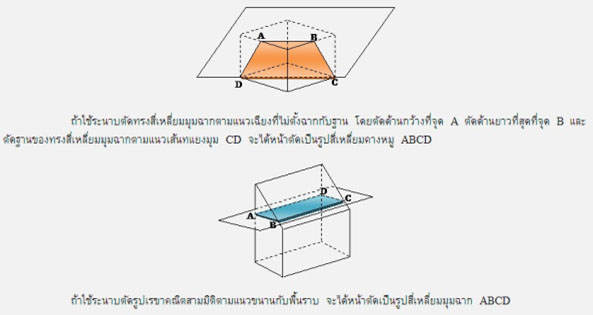 A B
D C
ถ้าใช้ระนาบตัดทรงสี่เหลี่ยมมุมฉากตามแนวเฉียงที่ไม่ตั้งฉากกับฐาน โดยตัดด้านกว้างที่จุด A ตัดด้านยาวที่สุดที่จุด B และ
ตัดฐานของทรงสี่เหลี่ยมมุมฉากตามแนวเส้นทแยงมุม CD จะได้หน้าตัดเป็นรูปสี่เหลี่ยมคางหมู ABCD
D
C
A
B
ถ้าใช้ระนาบตัดรูปเรขาคณิตสามมิติตามแนวขนานกับพื้นราบ จะได้หน้าตัดเป็นรูปสี่เหลี่ยมมุมฉาก ABCD